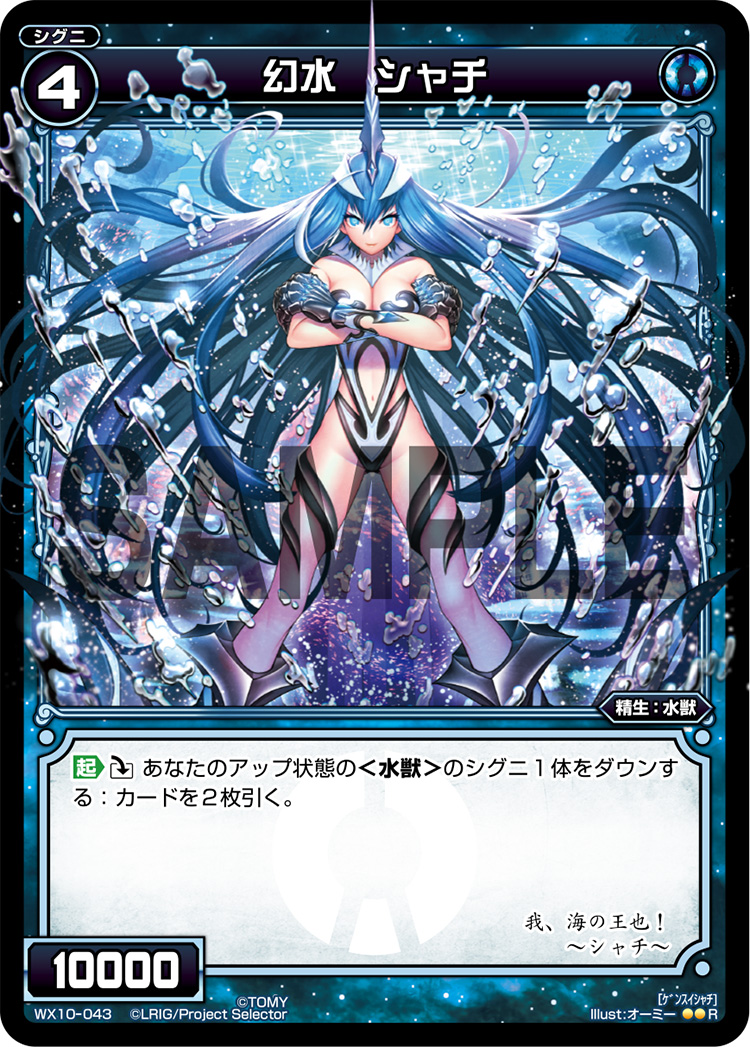 シグニ
4
幻水 シャチ
SAMPLE
精生：水獣
起 あなたのアップ状態の<水獣>のシグニ１体をダウンす
る：カードを２枚引く。
我、海の王也！
～シャチ～
10000
©TOMY
[ｹﾞﾝｽｲｼｬﾁ]
WX10-043 ©LRIG/Project Selector
Illust:オーミー R